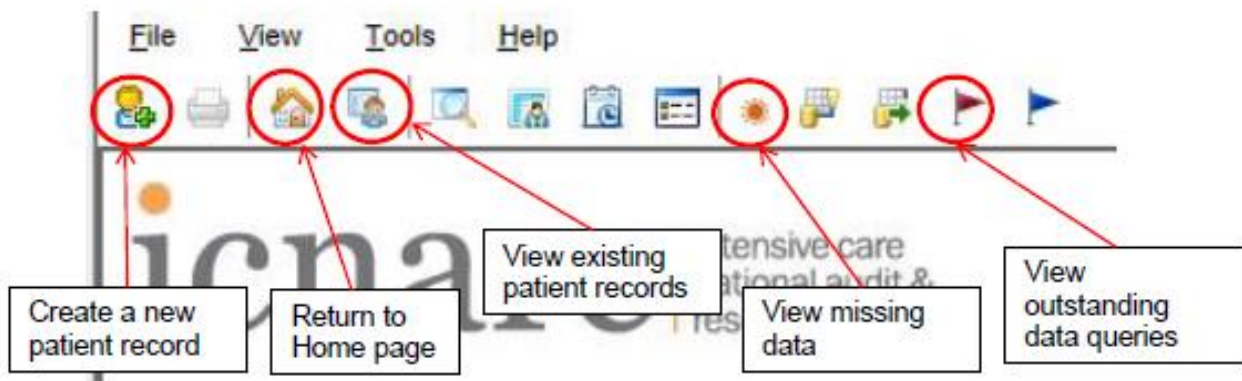 File View Tools Help
icnarc
tensive care
ational audit &
res
Create a new
patient record
Return to
Home page
View existing
patient records
View missing
data
View
outstanding
data queries